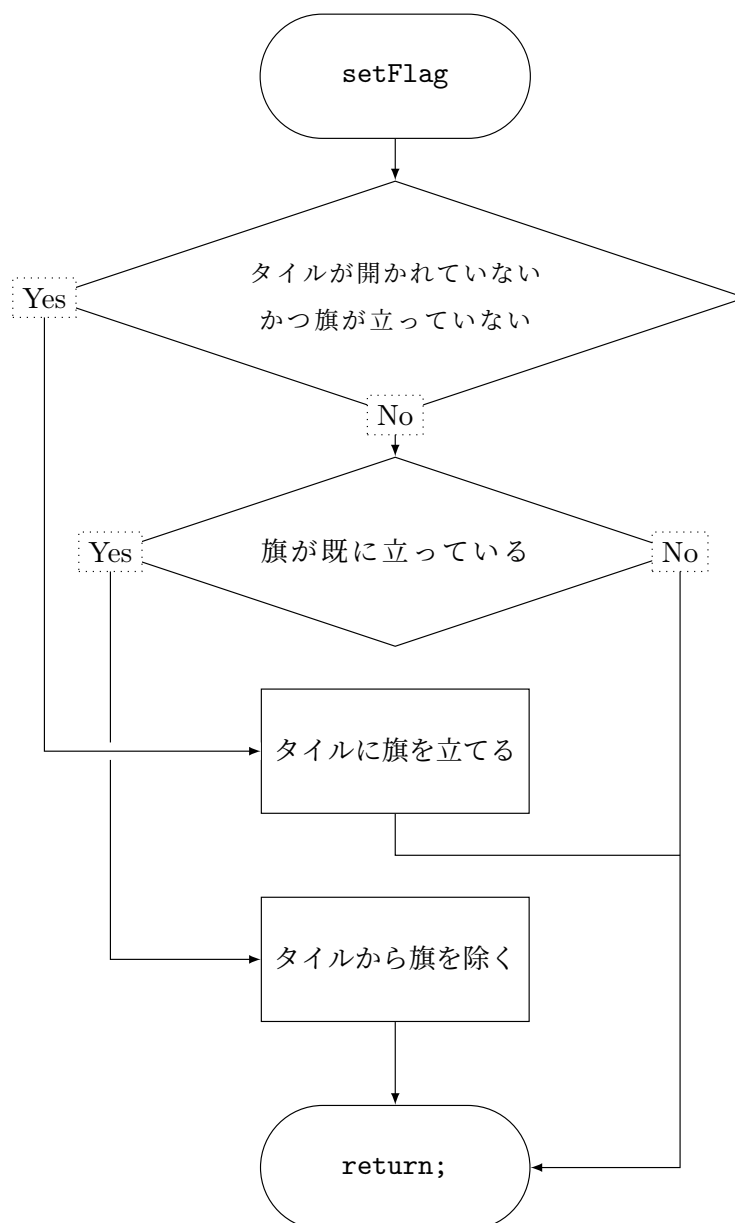 setFlag
タイルが開かれていない
かつ旗が立っていない
Yes
No
旗が既に立っている
Yes
No
タイルに旗を立てる
タイルから旗を除く
return;